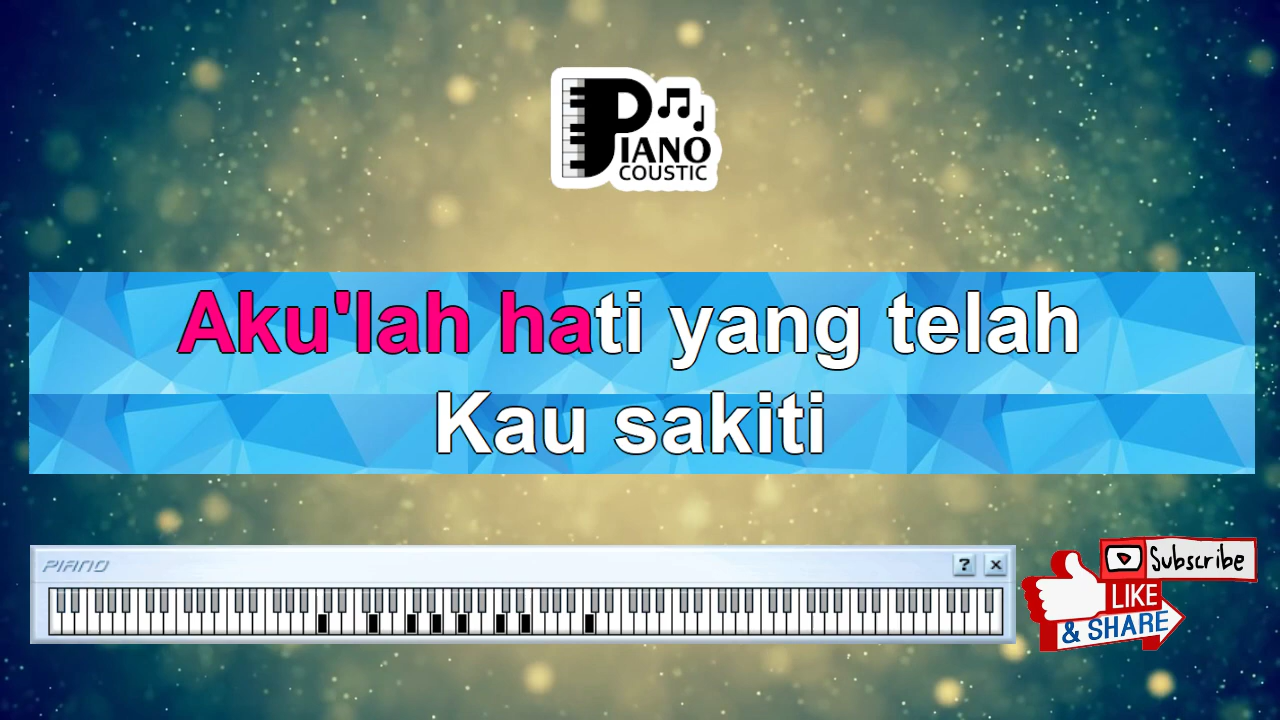 PIANO
COUSTIC
Aku'lah hati yang telah
Kau sakiti
PIANO
? ×
Subscribe
LIKE
& SHARE